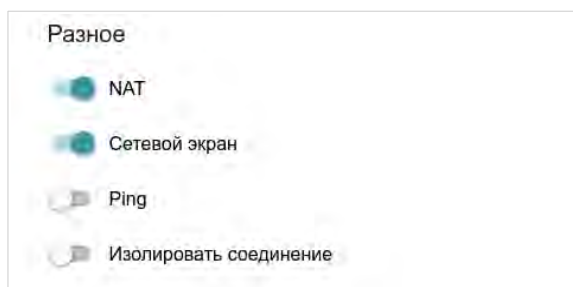 Разное
NAT
Сетевой экран
Ping
Изолировать соединение